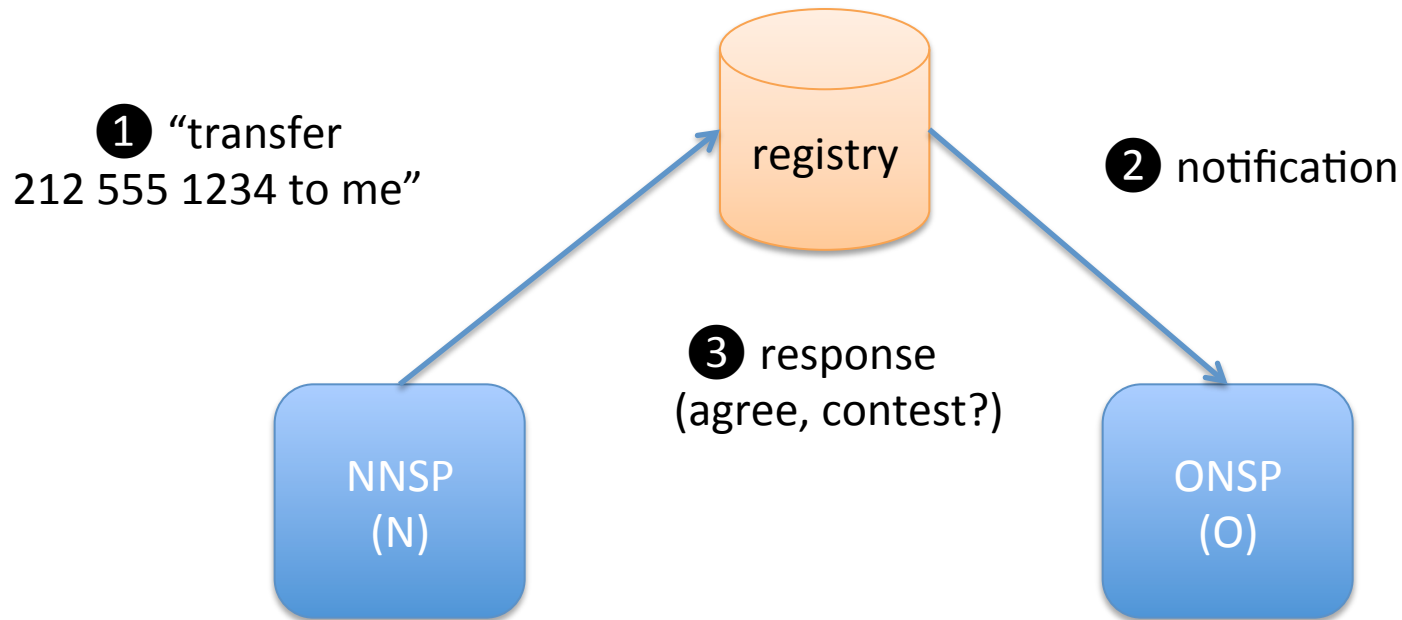 ❶ “transfer
212 555 1234 to me”
registry
❷ notification
❸ response
(agree, contest?)
NNSP
(N)
ONSP
(O)